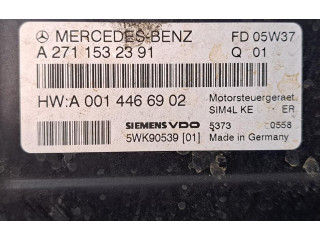 MERCEDES-BENZ FD 05W37
A 271 153 23 91 Q 01
HW:A 001 446 69 02 Motorsteuergeraet
SIM4L KE ER
SIEMENS VDO 5373 0558
5WK90539 [01] Made in Germany